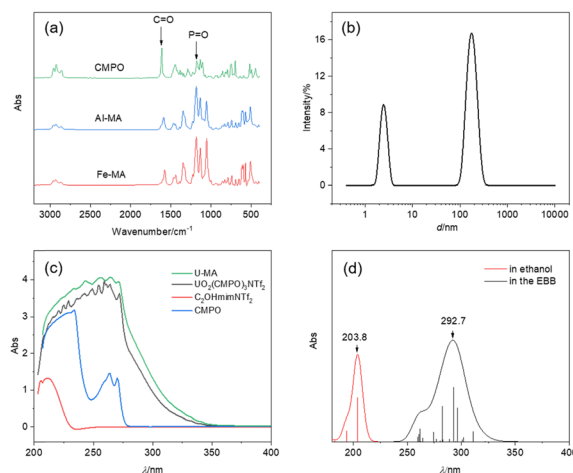 (a)
C=O
P=O
CMPO
Al-MA
Fe-MA
Abs
3000 2500 2000 1500 1000 500
Wavenumber/cm⁻¹
(b)
Intensity/%
16
12
8
4
0
1 10 100 1000 10000
d/nm
(c)
U-MA
UO₂(CMPO)₃NTf₂
C₂OHmimNTf₂
CMPO
Abs
5
4
3
2
1
0
200 250 300 350 400
λ/nm
(d)
in ethanol
in the EBB
203.8
292.7
Abs
200 250 300 350 400
λ/nm